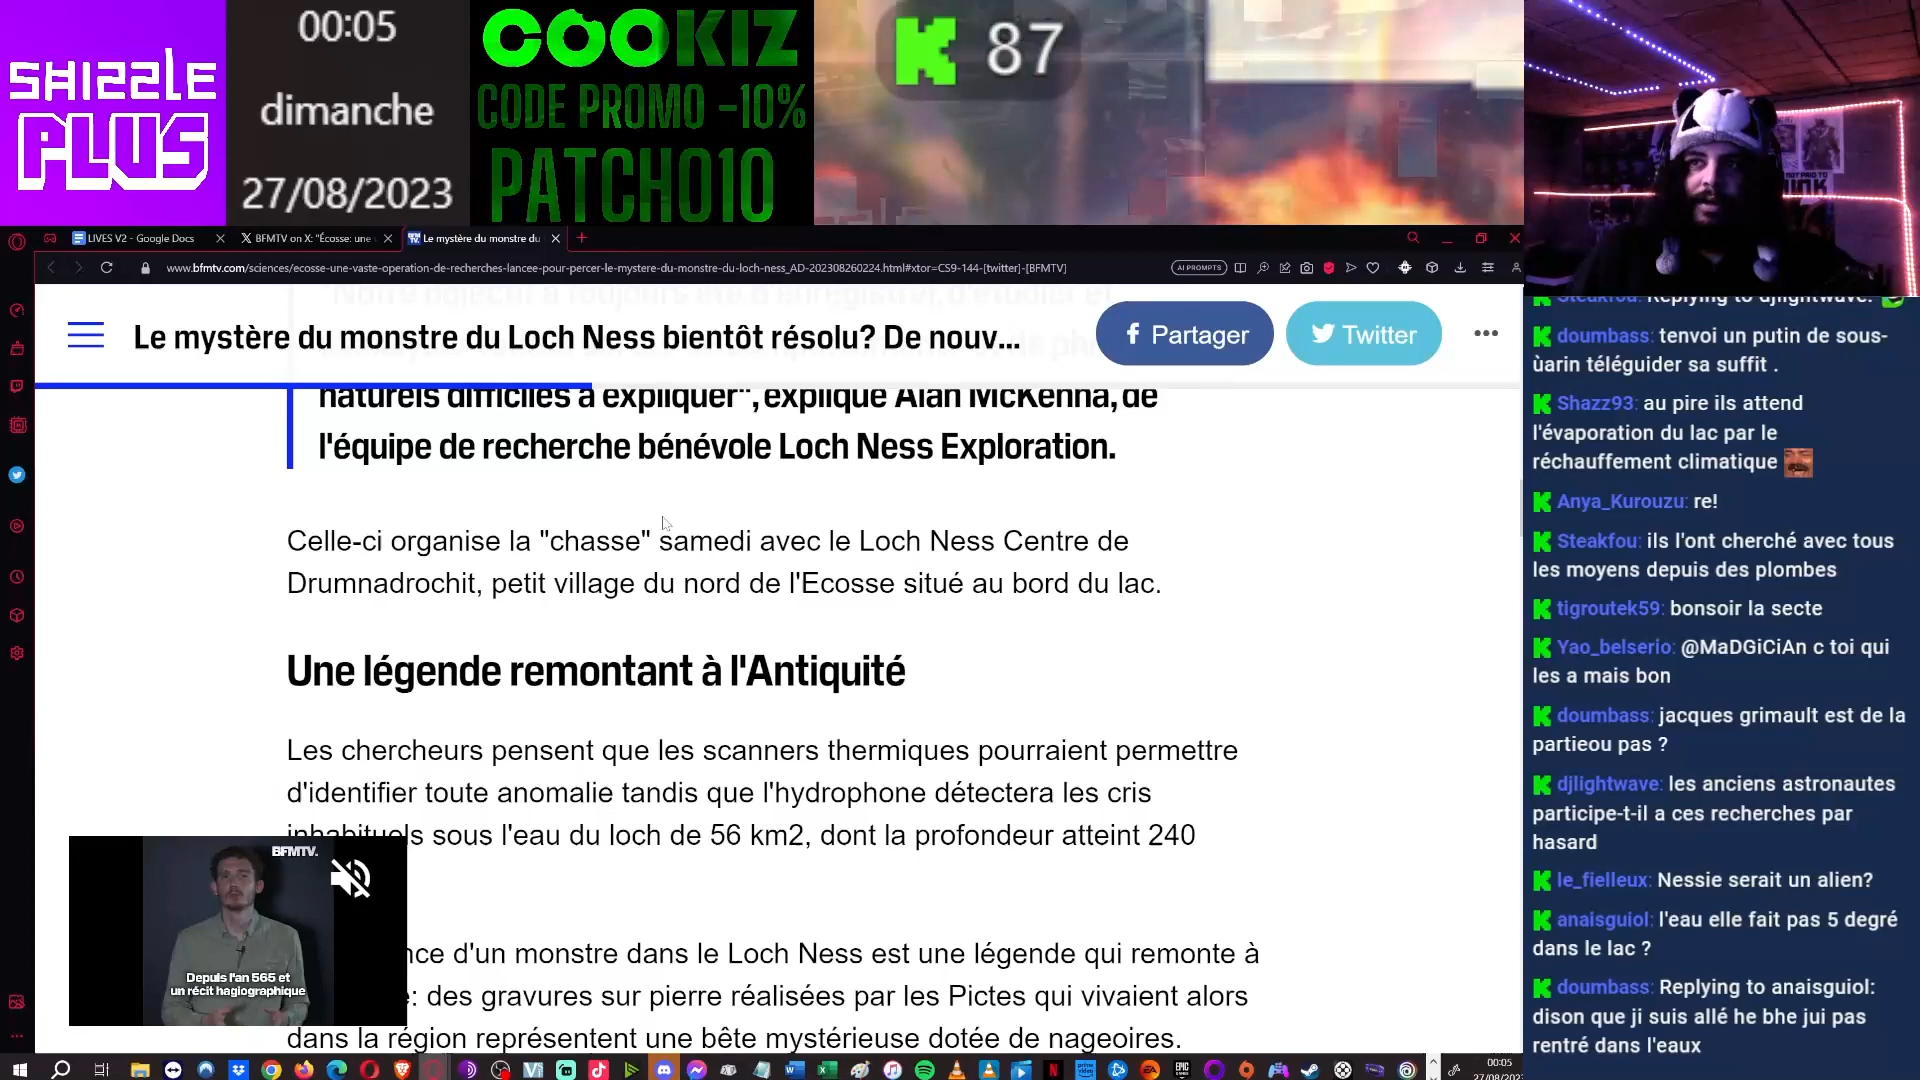 SHIZZLE
PLUS
00:05
dimanche
27/08/2023
COOKIZ
CODE PROMO -10%
PATCHO10
87
LIVES V2 - Google Docs
BFMTV on X: "Écosse: une
Le mystère du monstre du
www.bfmtv.com/sciences/ecosse-une-vaste-operation-de-recherches-lancee-pour-percer-le-mystere-du-monstre-du-loch-ness_AD-202308260224.html#xtor=CS9-144-[twitter]-[BFMTV]
AI PROMPTS
Le mystère du monstre du Loch Ness bientôt résolu? De nouv...
Partager
Twitter
naturels difficiles à expliquer", explique Alan McKenna, de
l'équipe de recherche bénévole Loch Ness Exploration.
Celle-ci organise la "chasse" samedi avec le Loch Ness Centre de
Drumnadrochit, petit village du nord de l'Ecosse situé au bord du lac.
Une légende remontant à l'Antiquité
Les chercheurs pensent que les scanners thermiques pourraient permettre
d'identifier toute anomalie tandis que l'hydrophone détectera les cris
inhabituels sous l'eau du loch de 56 km2, dont la profondeur atteint 240
nce d'un monstre dans le Loch Ness est une légende qui remonte à
: des gravures sur pierre réalisées par les Pictes qui vivaient alors
dans la région représentent une bête mystérieuse dotée de nageoires.
BFMTV.
Depuis l'an 565 et
un récit hagiographique
Steakfou: Replying to djlightwave:
doumbass: tenvoi un putin de sous-
ùarin téléguider sa suffit .
Shazz93: au pire ils attend
l'évaporation du lac par le
réchauffement climatique
Anya_Kurouzu: re!
Steakfou: ils l'ont cherché avec tous
les moyens depuis des plombes
tigroutek59: bonsoir la secte
Yao_belserio: @MaDGiCiAn c toi qui
les a mais bon
doumbass: jacques grimault est de la
partieou pas ?
djlightwave: les anciens astronautes
participe-t-il a ces recherches par
hasard
le_fielleux: Nessie serait un alien?
anaisguiol: l'eau elle fait pas 5 degré
dans le lac ?
doumbass: Replying to anaisguiol:
dison que ji suis allé he bhe jui pas
rentré dans l'eaux
00:05
27/08/2023